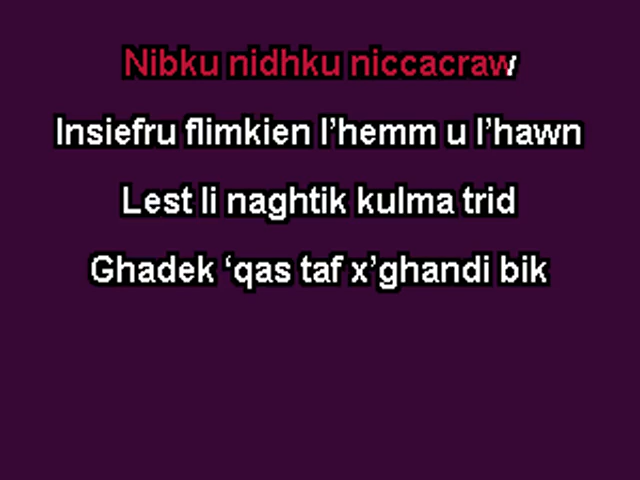 Nibku nidhku niccacraw
Insiefru flimkien l’hemm u l’hawn
Lest li naghtik kulma trid
Ghadek ‘qas taf x’ghandi bik